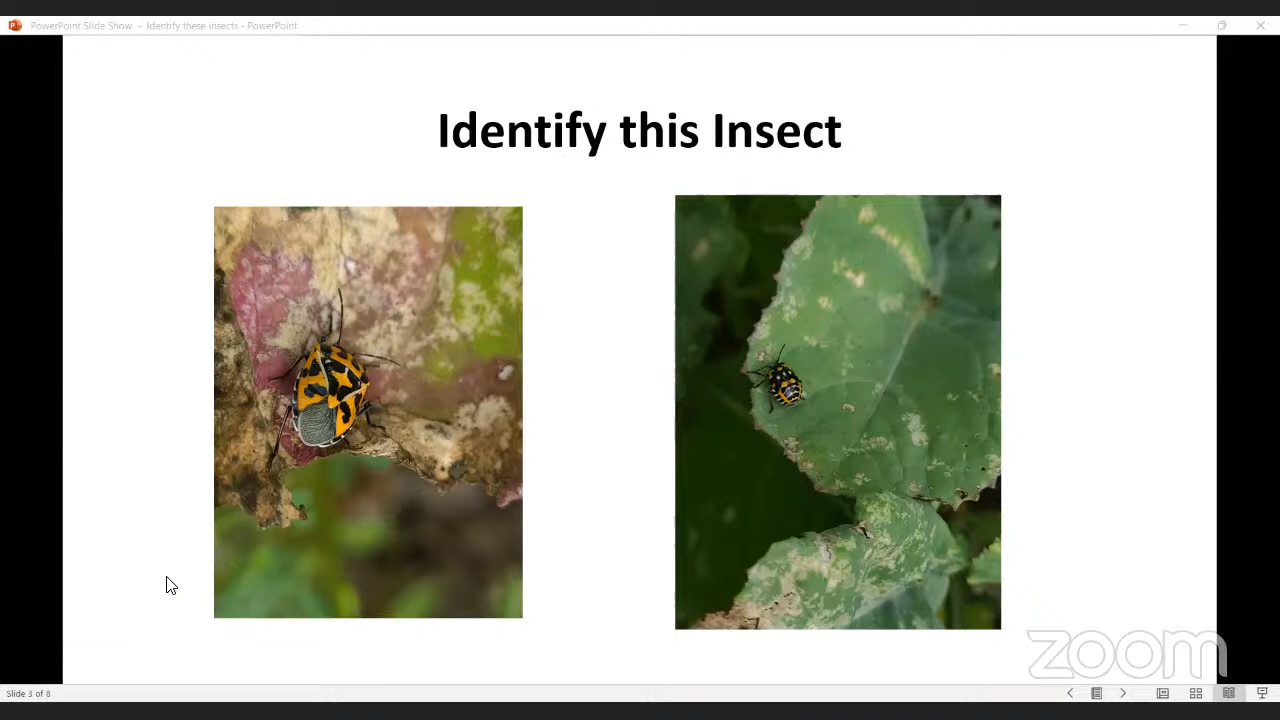 PowerPoint Slide Show - Identify these insects - PowerPoint
Identify this Insect
zoom
Slide 3 of 8